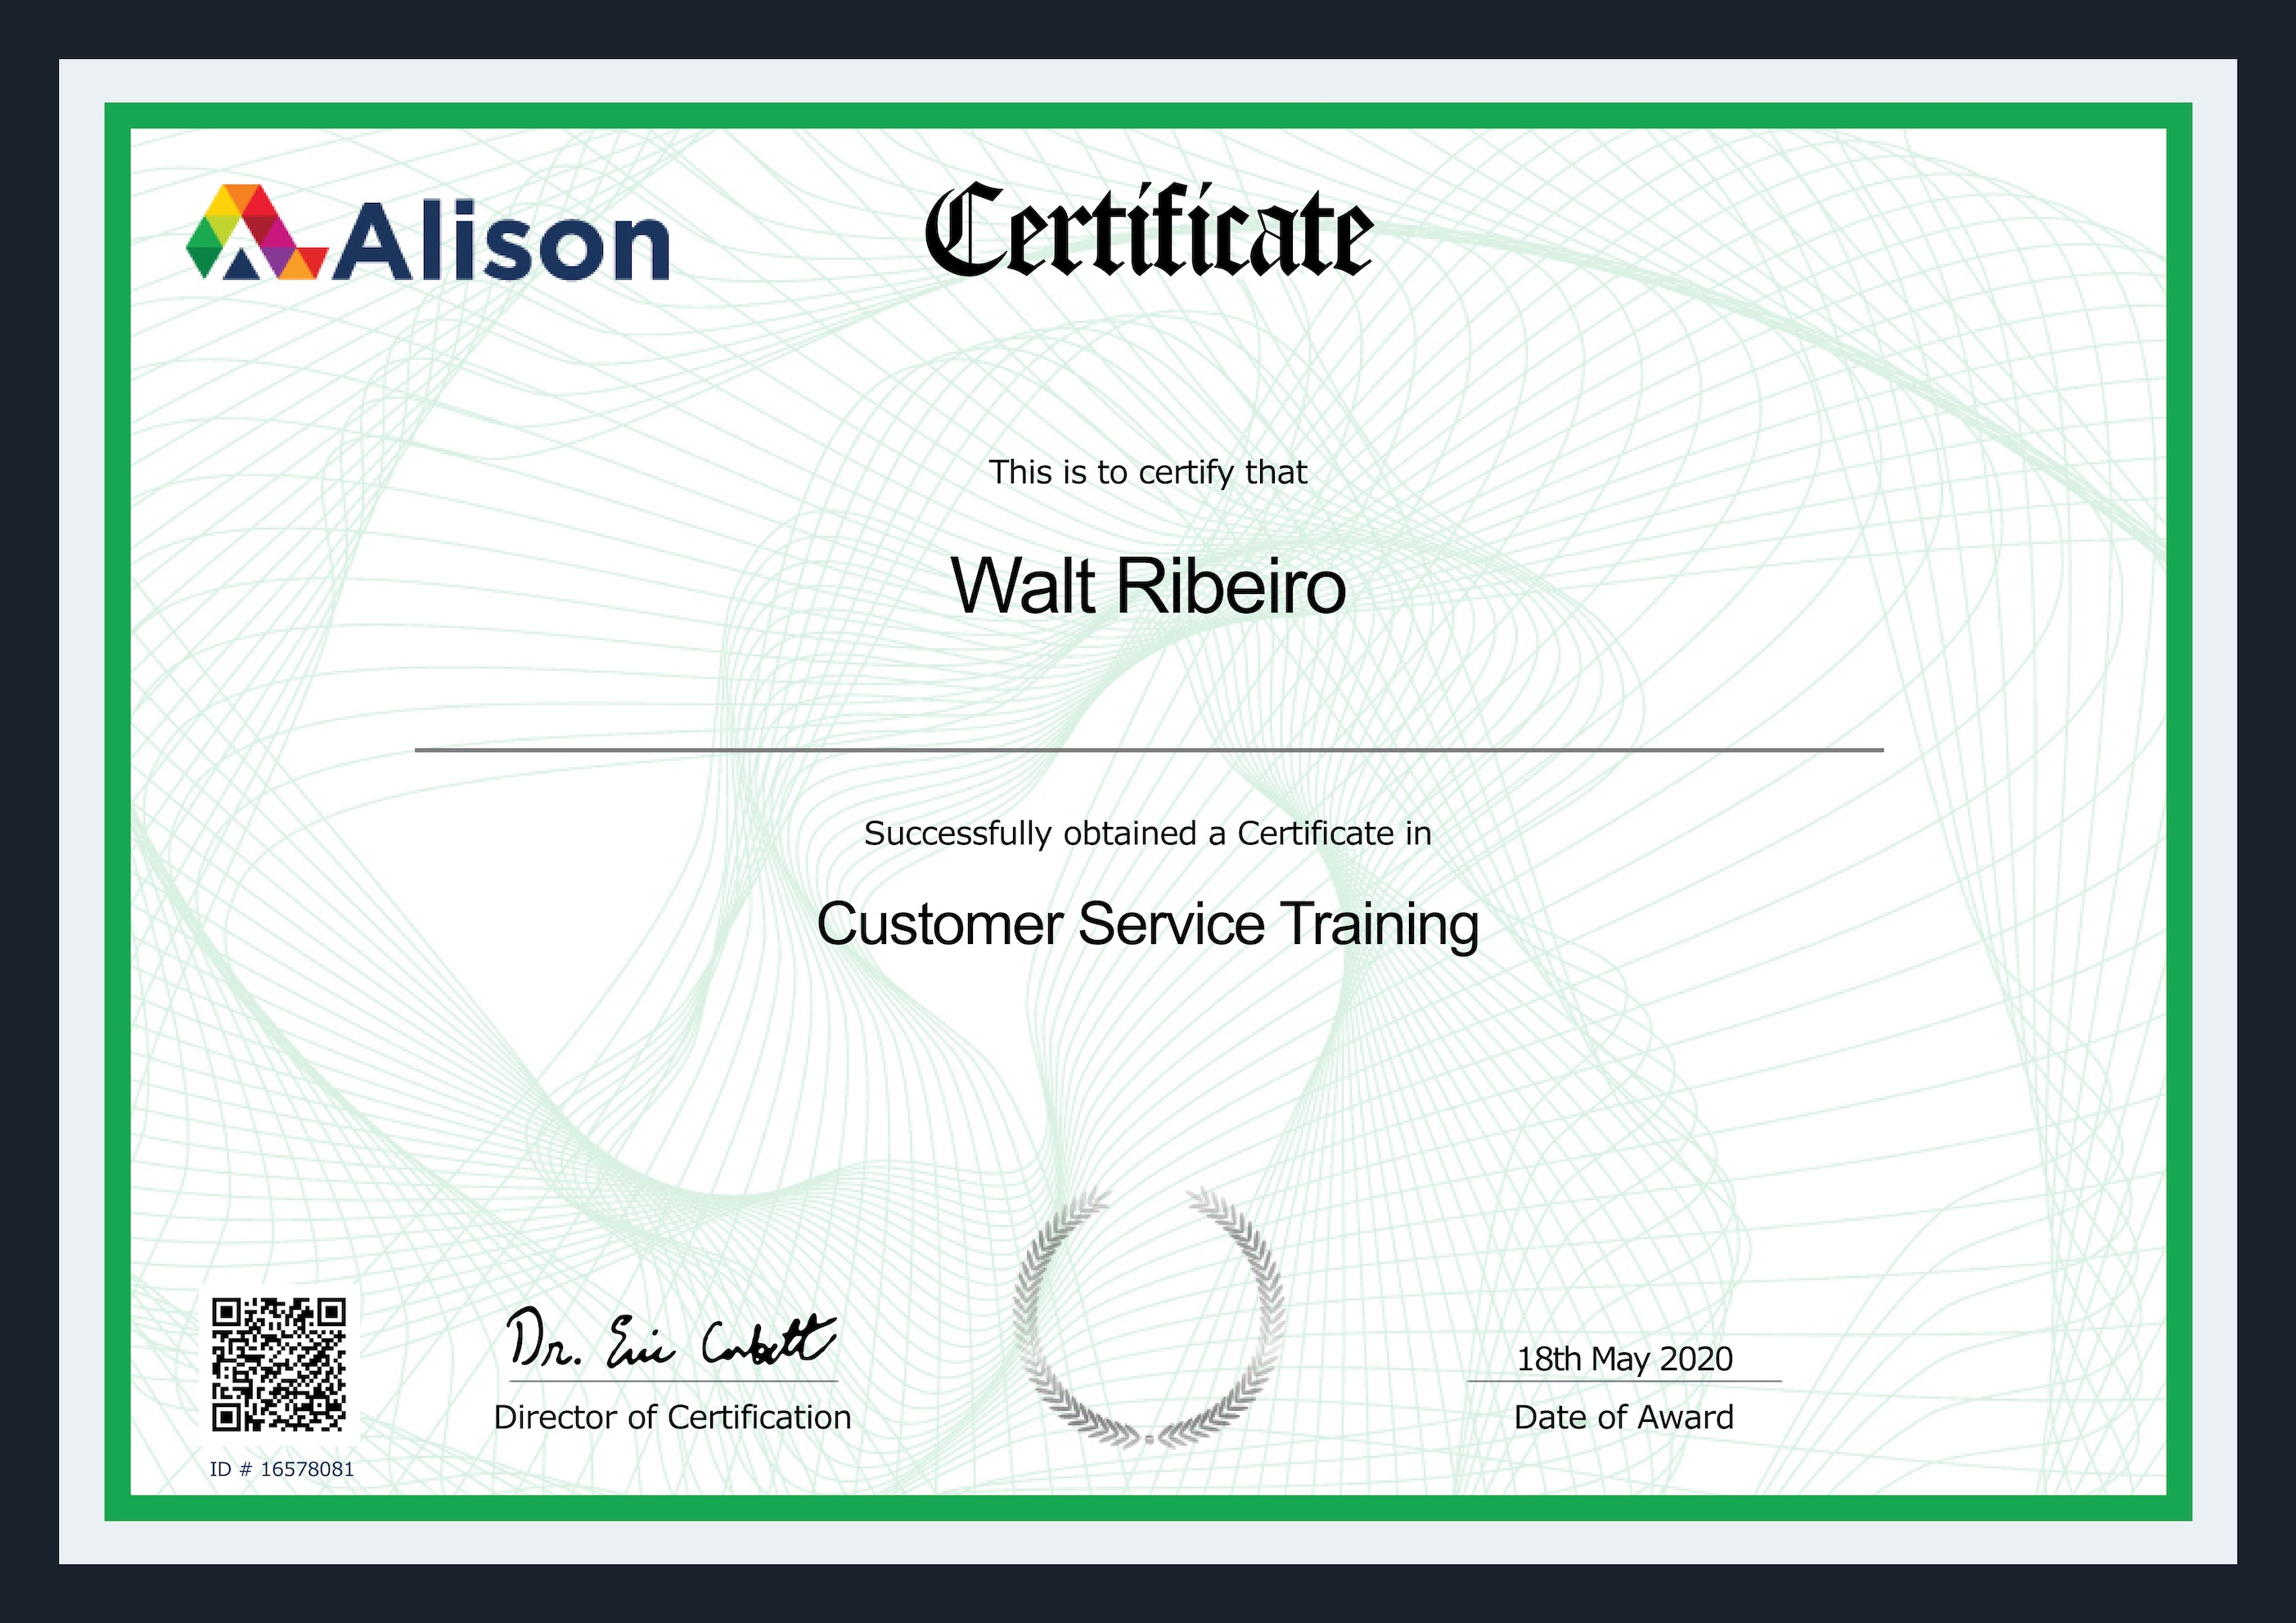 Alison
Certificate
This is to certify that
Walt Ribeiro
Successfully obtained a Certificate in
Customer Service Training
Dr. Eric Corbett
Director of Certification
18th May 2020
Date of Award
ID # 16578081